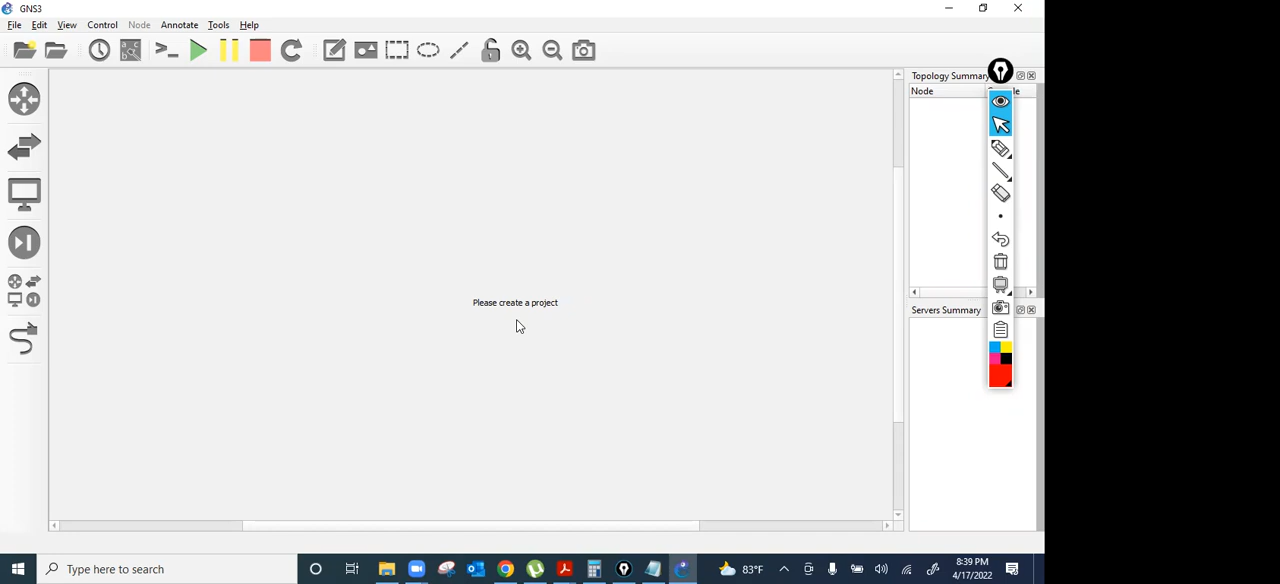 GNS3
File Edit View Control Node Annotate Tools Help
Topology Summary
Node
Please create a project
Servers Summary
Type here to search
83°F
8:39 PM
4/17/2022